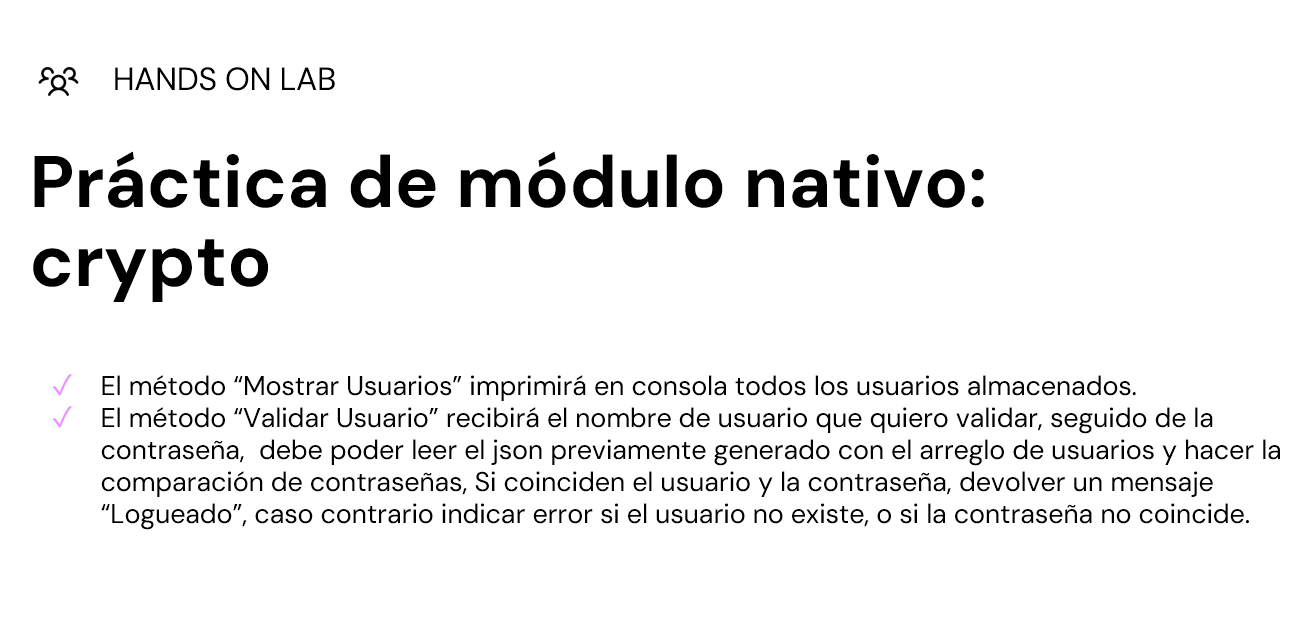 HANDS ON LAB
Práctica de módulo nativo:
crypto
✓ El método “Mostrar Usuarios” imprimirá en consola todos los usuarios almacenados.
✓ El método “Validar Usuario” recibirá el nombre de usuario que quiero validar, seguido de la
contraseña,  debe poder leer el json previamente generado con el arreglo de usuarios y hacer la
comparación de contraseñas, Si coinciden el usuario y la contraseña, devolver un mensaje
“Logueado”, caso contrario indicar error si el usuario no existe, o si la contraseña no coincide.